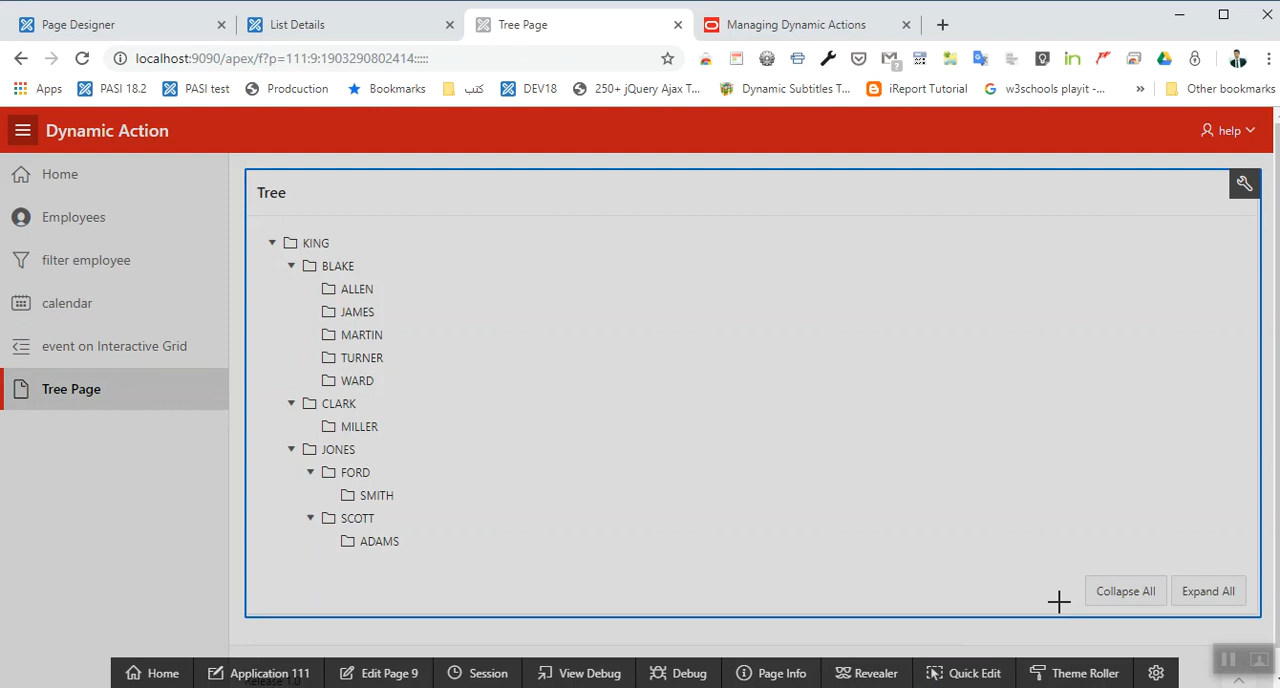 Page Designer
List Details
Tree Page
Managing Dynamic Actions
localhost:9090/apex/f?p=111:9:1903290802414:::::
Apps
PASI 18.2
PASI test
Prodcuction
Bookmarks
كتب
DEV18
250+ jQuery Ajax T...
Dynamic Subtitles T...
iReport Tutorial
w3schools playit -...
»
Other bookmarks
Dynamic Action
help
Home
Employees
filter employee
calendar
event on Interactive Grid
Tree Page
Tree
KING
BLAKE
ALLEN
JAMES
MARTIN
TURNER
WARD
CLARK
MILLER
JONES
FORD
SMITH
SCOTT
ADAMS
Collapse All
Expand All
Home
Application 111
Edit Page 9
Session
View Debug
Debug
Page Info
Revealer
Quick Edit
Theme Roller
Release 1.0